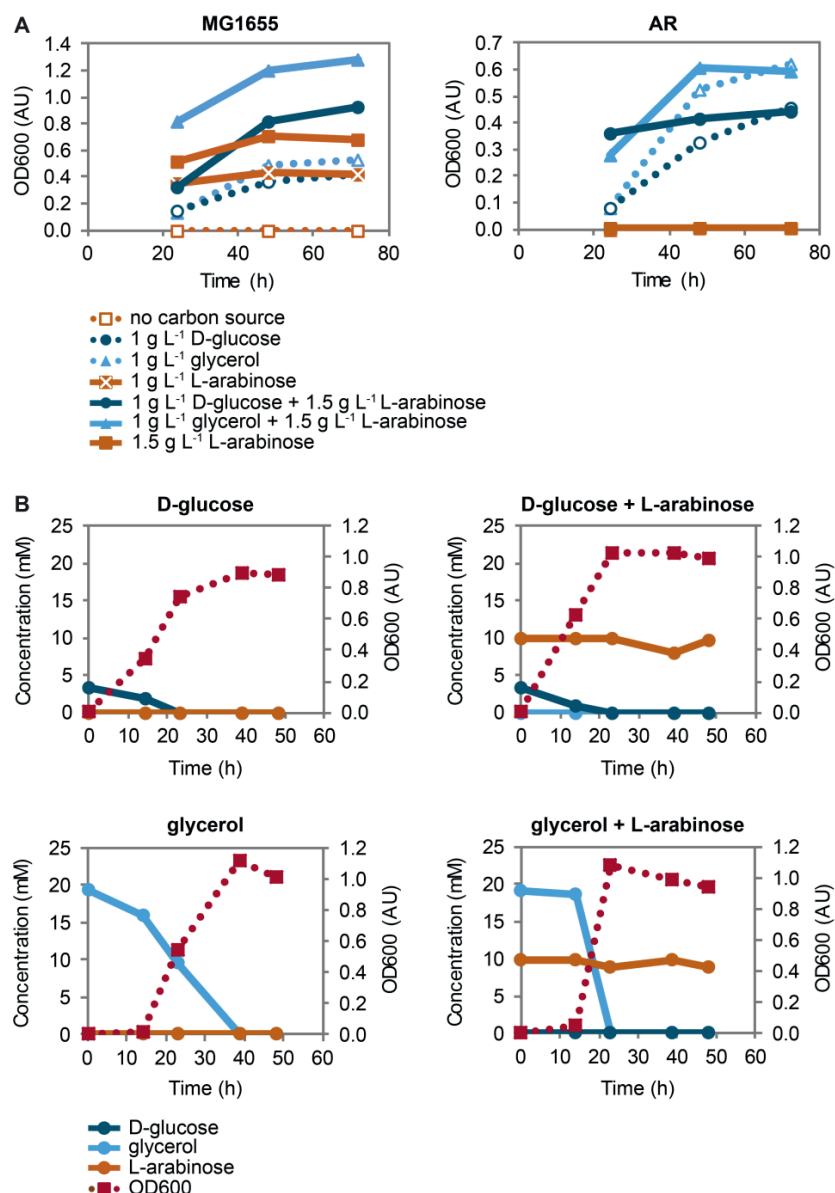 A
MG1655
AR
OD600 (AU)
1.4
1.2
1.0
0.8
0.6
0.4
0.2
0.0
0 20 40 60 80
Time (h)
OD600 (AU)
0.7
0.6
0.5
0.4
0.3
0.2
0.1
0.0
0 20 40 60 80
Time (h)
no carbon source
1 g L⁻¹ D-glucose
1 g L⁻¹ glycerol
1 g L⁻¹ L-arabinose
1 g L⁻¹ D-glucose + 1.5 g L⁻¹ L-arabinose
1 g L⁻¹ glycerol + 1.5 g L⁻¹ L-arabinose
1.5 g L⁻¹ L-arabinose
B
D-glucose
Concentration (mM)
25
20
15
10
5
0
1.2
1.0
0.8
0.6
0.4
0.2
0.0
OD600 (AU)
0 10 20 30 40 50 60
Time (h)
D-glucose + L-arabinose
Concentration (mM)
25
20
15
10
5
0
1.2
1.0
0.8
0.6
0.4
0.2
0.0
OD600 (AU)
0 10 20 30 40 50 60
Time (h)
glycerol
Concentration (mM)
25
20
15
10
5
0
1.2
1.0
0.8
0.6
0.4
0.2
0.0
OD600 (AU)
0 10 20 30 40 50 60
Time (h)
glycerol + L-arabinose
Concentration (mM)
25
20
15
10
5
0
1.2
1.0
0.8
0.6
0.4
0.2
0.0
OD600 (AU)
0 10 20 30 40 50 60
Time (h)
D-glucose
glycerol
L-arabinose
OD600